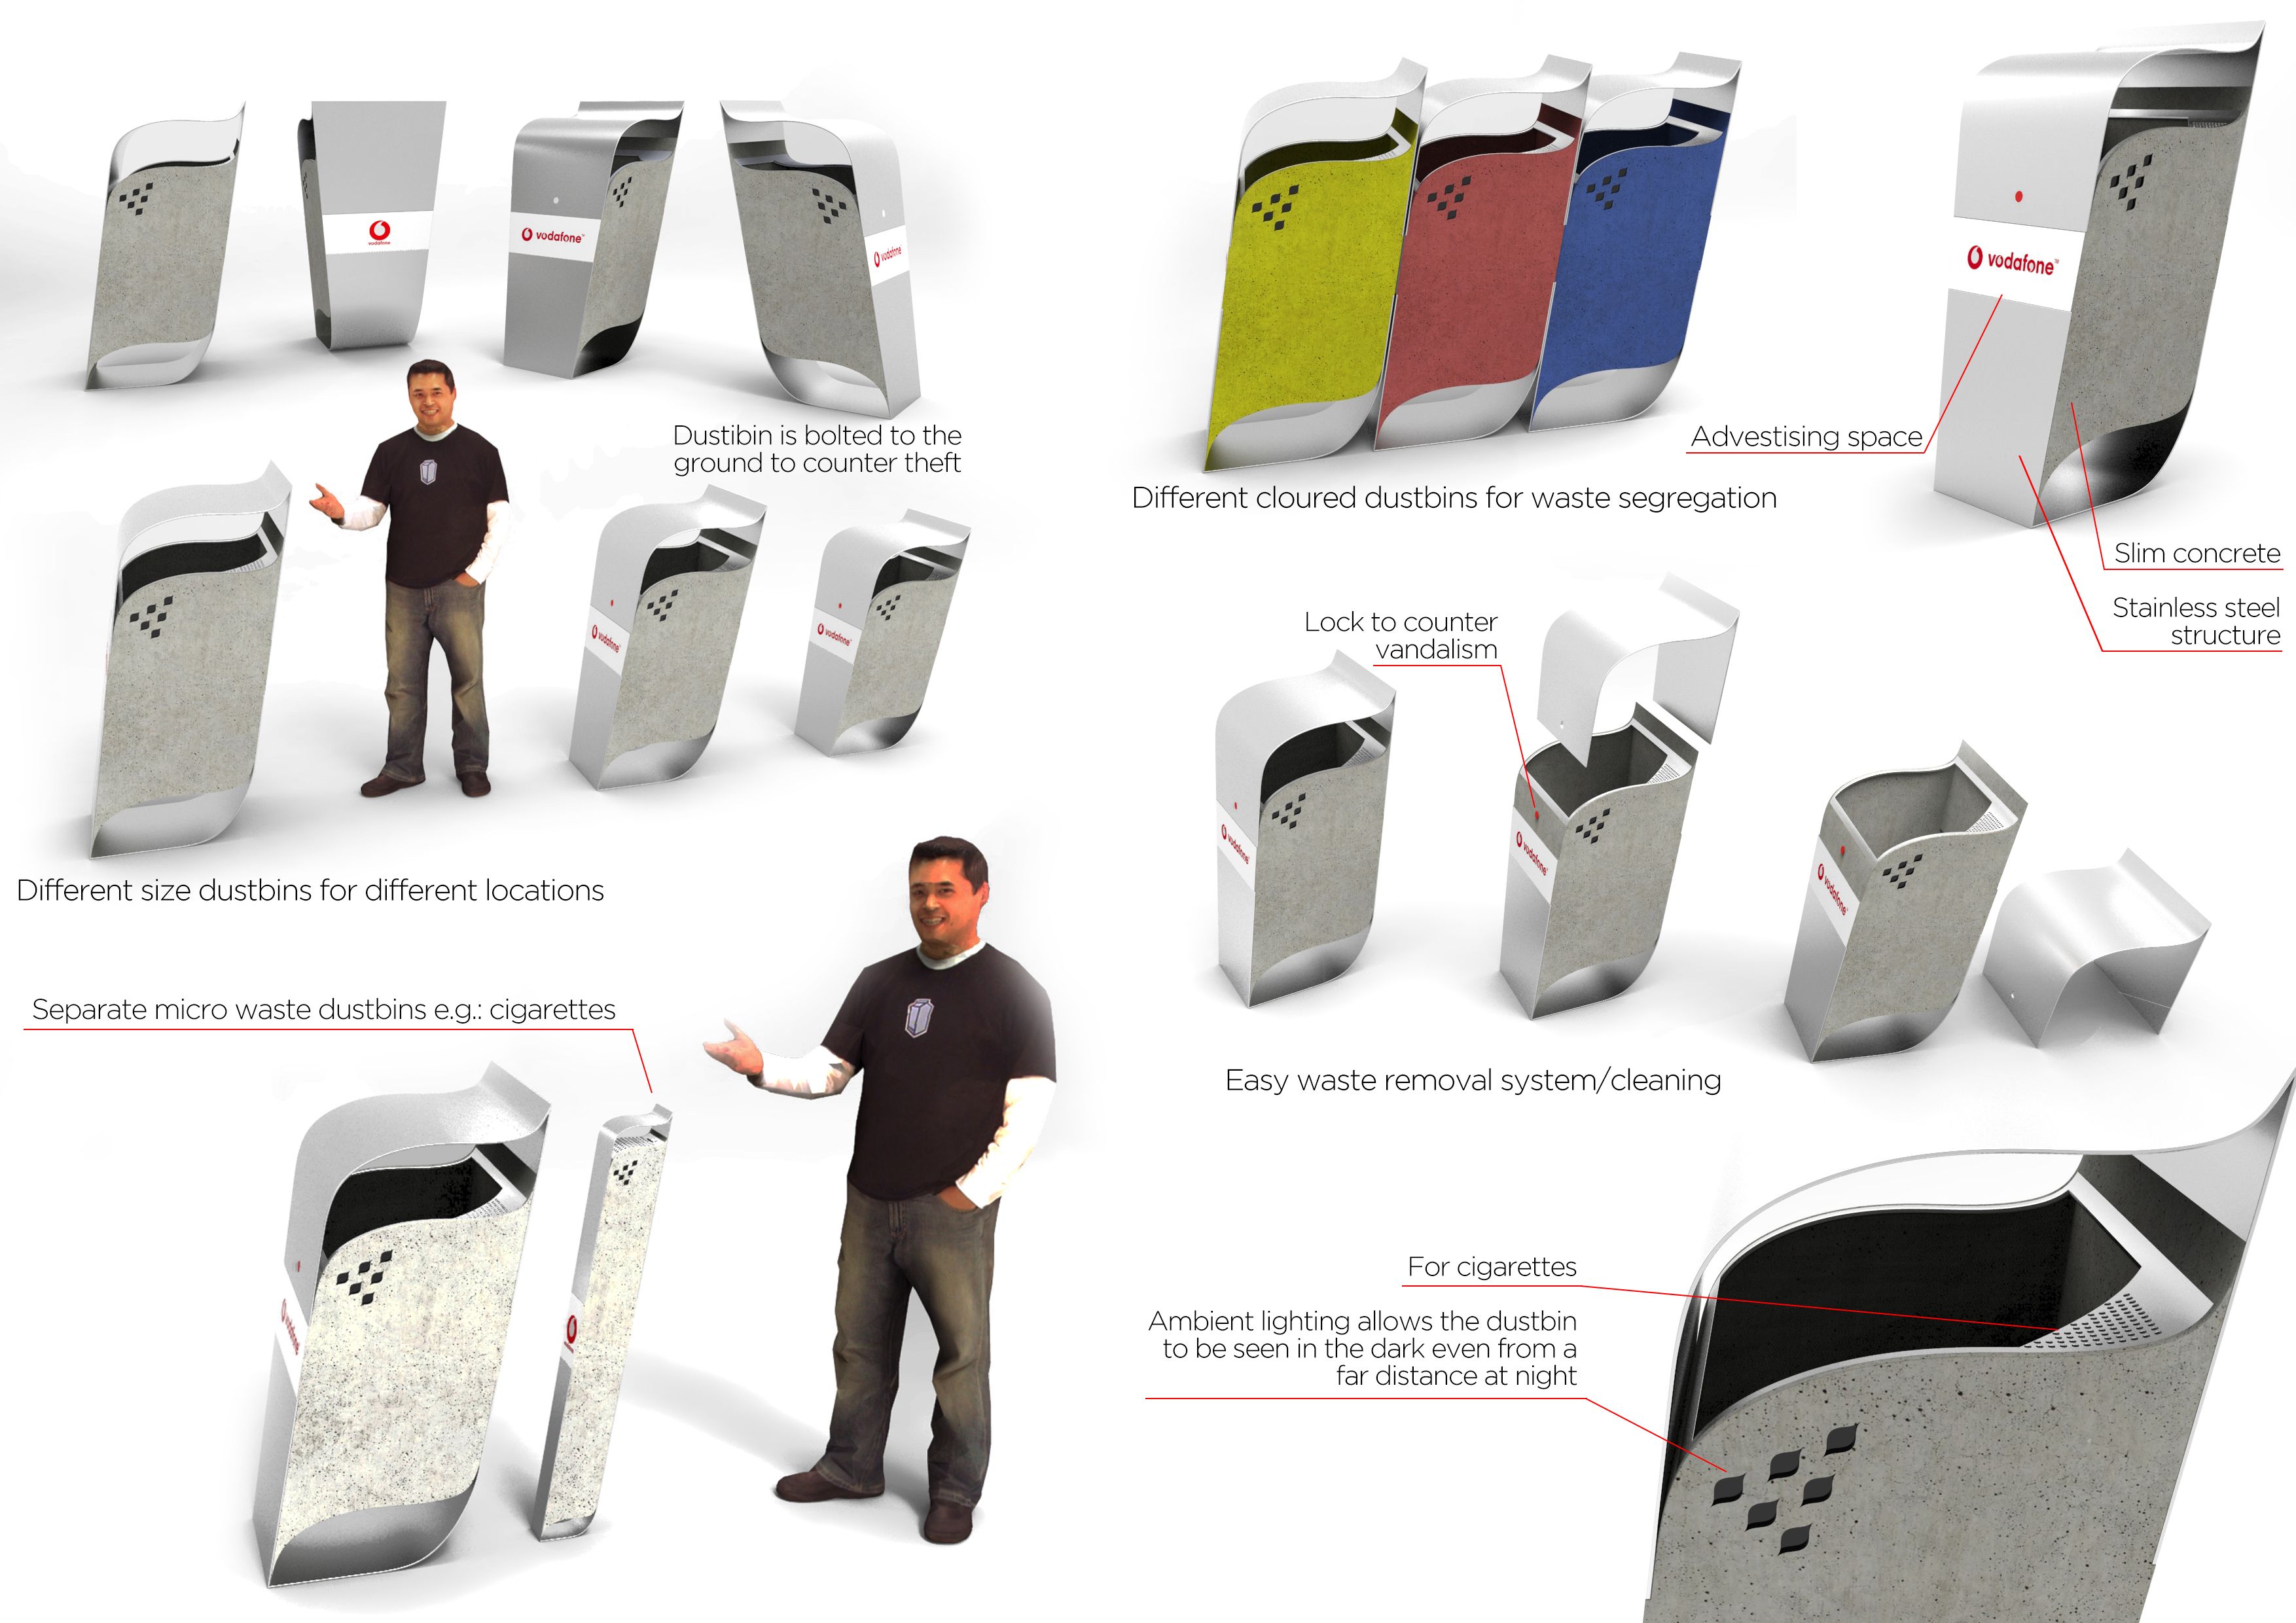 vodafone
vodafone
vodafone
Dustibin is bolted to the
ground to counter theft
vodafone
vodafone
Different size dustbins for different locations
Separate micro waste dustbins e.g.: cigarettes
vodafone
Different cloured dustbins for waste segregation
vodafone™
Advestising space
Slim concrete
Stainless steel
structure
Lock to counter
vandalism
vodafone
vodafone
vodafone
Easy waste removal system/cleaning
For cigarettes
Ambient lighting allows the dustbin
to be seen in the dark even from a
far distance at night